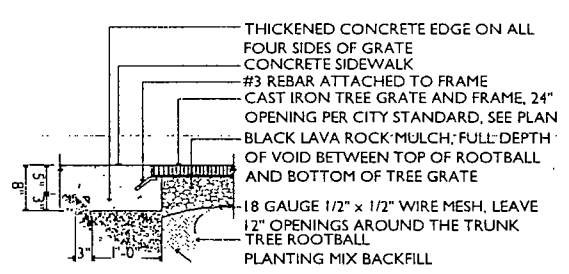 THICKENED CONCRETE EDGE ON ALL
FOUR SIDES OF GRATE
CONCRETE SIDEWALK
#3 REBAR ATTACHED TO FRAME
CAST IRON TREE GRATE AND FRAME, 24"
OPENING PER CITY STANDARD, SEE PLAN
BLACK LAVA ROCK MULCH, FULL DEPTH
OF VOID BETWEEN TOP OF ROOTBALL
AND BOTTOM OF TREE GRATE
18 GAUGE 1/2" x 1/2" WIRE MESH, LEAVE
12" OPENINGS AROUND THE TRUNK
TREE ROOTBALL
PLANTING MIX BACKFILL
8"
5"
3"
3"
1'-0"